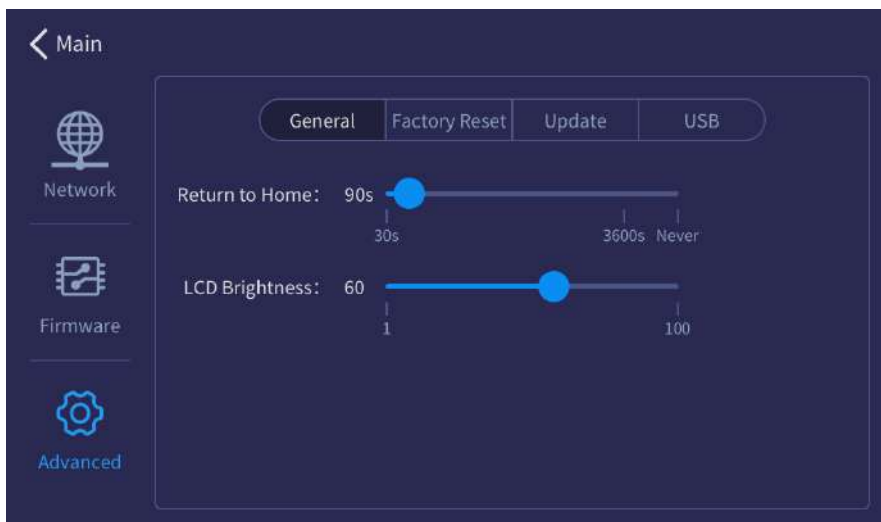 Main
Network
Firmware
Advanced
General Factory Reset Update USB
Return to Home: 90s
30s 3600s Never
LCD Brightness: 60
1 100